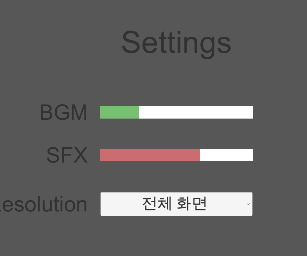 Settings
BGM
SFX
esolution 전체 화면